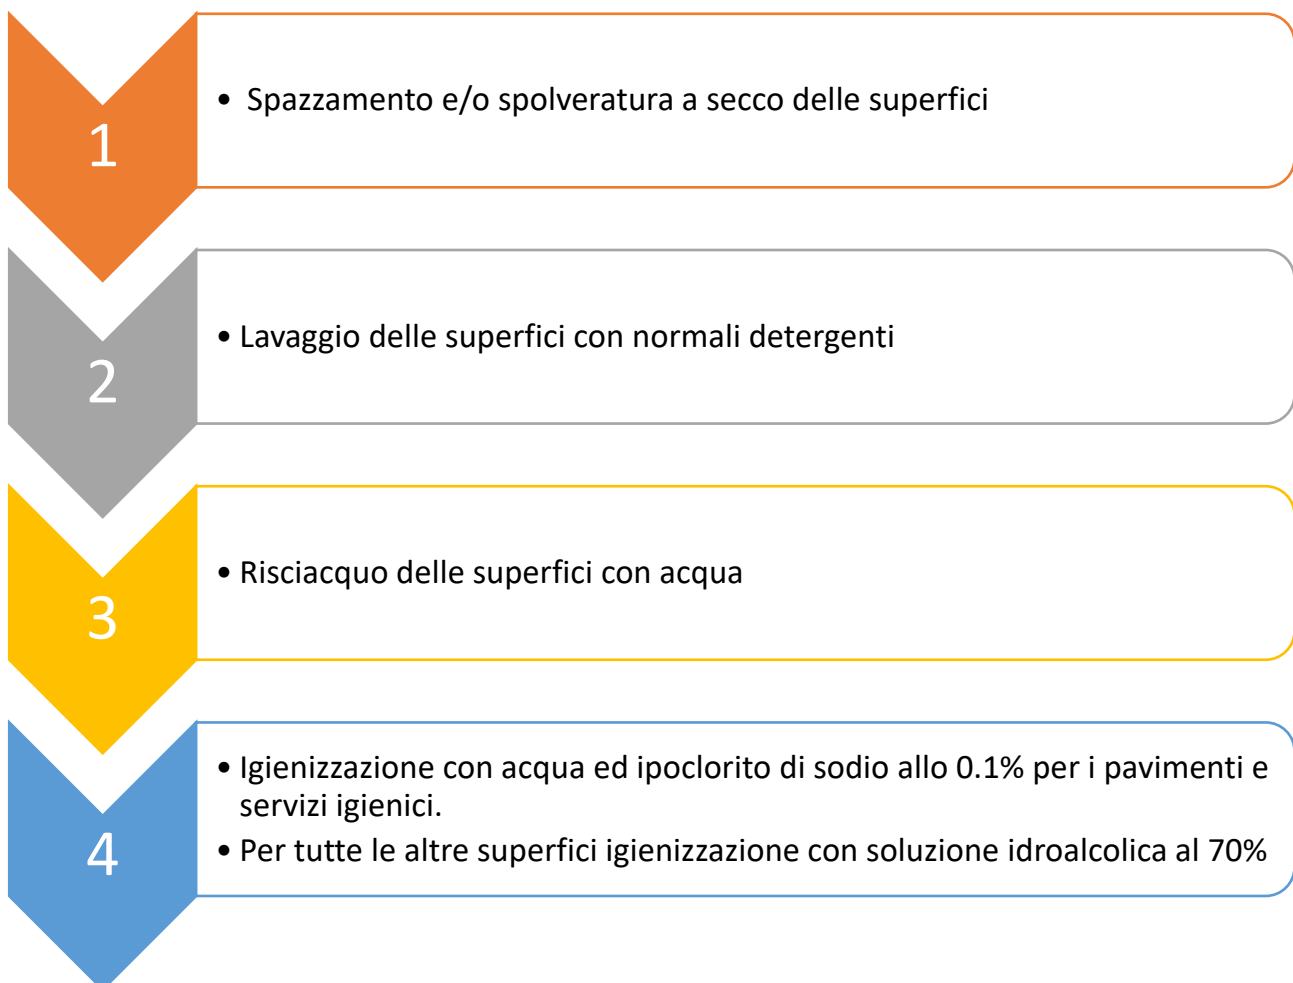 1
• Spazzamento e/o spolveratura a secco delle superfici
2
• Lavaggio delle superfici con normali detergenti
3
• Risciacquo delle superfici con acqua
4
• Igienizzazione con acqua ed ipoclorito di sodio allo 0.1% per i pavimenti e
servizi igienici.
• Per tutte le altre superfici igienizzazione con soluzione idroalcolica al 70%